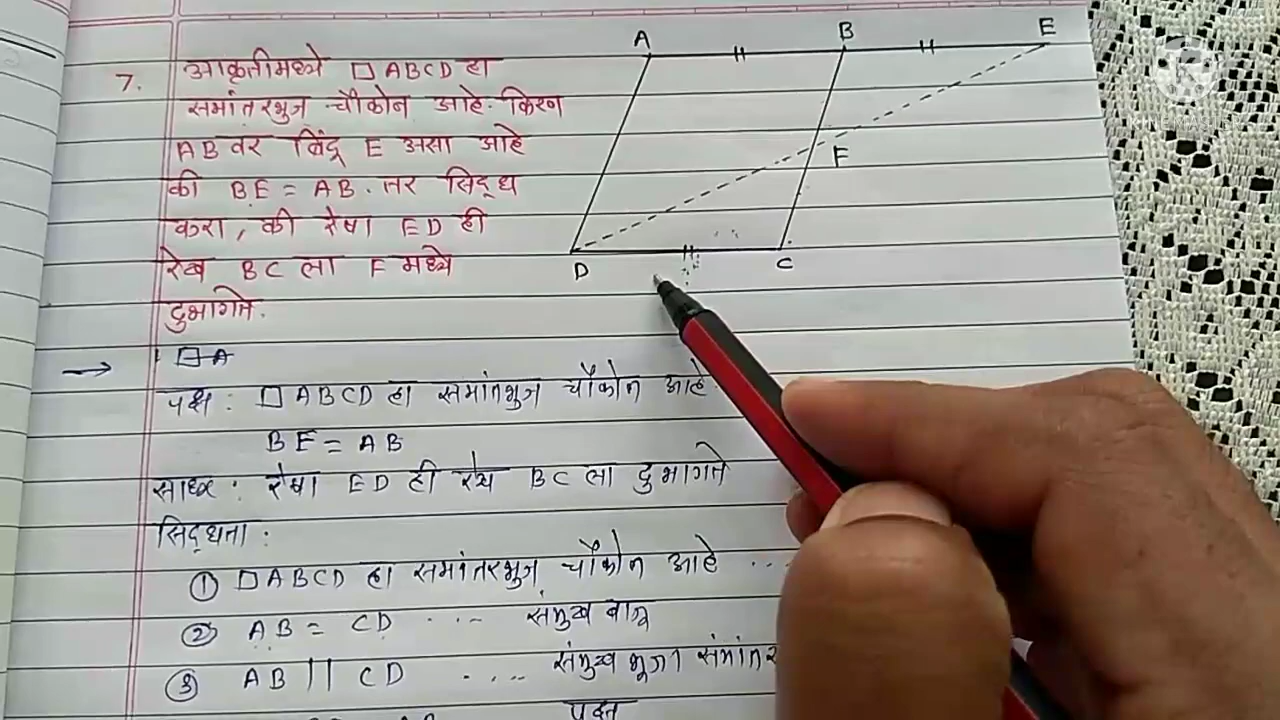 A B E
7. आकृतीमध्ये □ABCD हा
समांतरभुज चौकोन आहे. किरण
AB वर बिंदू E असा आहे
की BE = AB. तर सिद्ध
करा, की रेषा ED ही
रेख BC ला F मध्ये
दुभागते.
F
D C
→ □A
पक्ष : □ABCD हा समांतभुज चौकोन आहे
BE = AB
साध्य : रेषा ED ही रेघ BC ला दुभागते
सिद्धता :
① □ABCD हा समांतरभुज चौकोन आहे ...
② AB = CD .... संमुख बाजू
③ AB || CD .... संमुख भूजा समांतर